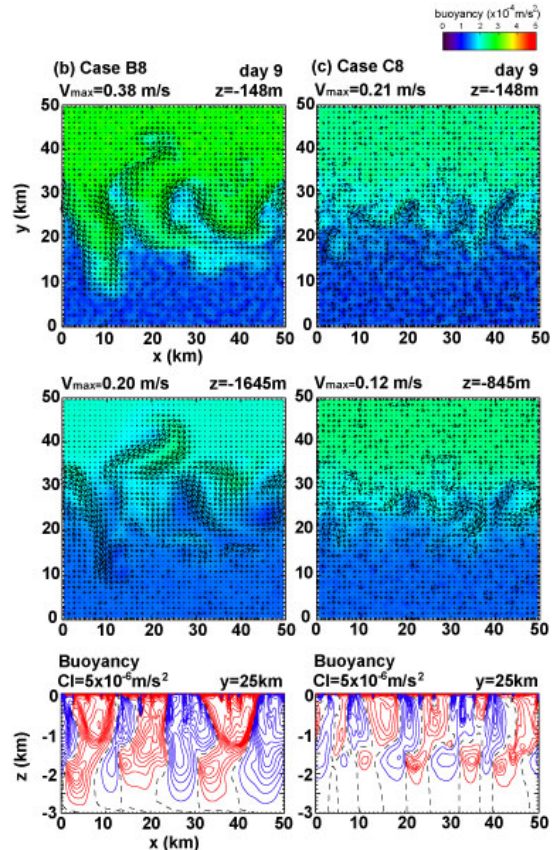 buoyancy (x10⁻⁴m/s²)
0 1 2 3 4 5
(b) Case B8 day 9
Vmax=0.38 m/s z=-148m
(c) Case C8 day 9
Vmax=0.21 m/s z=-148m
50
40
30
20
10
0
y (km)
0 10 20 30 40 50
x (km)
0 10 20 30 40 50
x (km)
Vmax=0.20 m/s z=-1645m
Vmax=0.12 m/s z=-845m
50
40
30
20
10
0
y (km)
0 10 20 30 40 50
0 10 20 30 40 50
Buoyancy
CI=5x10⁻⁶m/s² y=25km
Buoyancy
CI=5x10⁻⁶m/s² y=25km
0
-1
-2
-3
z (km)
0 10 20 30 40 50
x (km)
0 10 20 30 40 50
x (km)